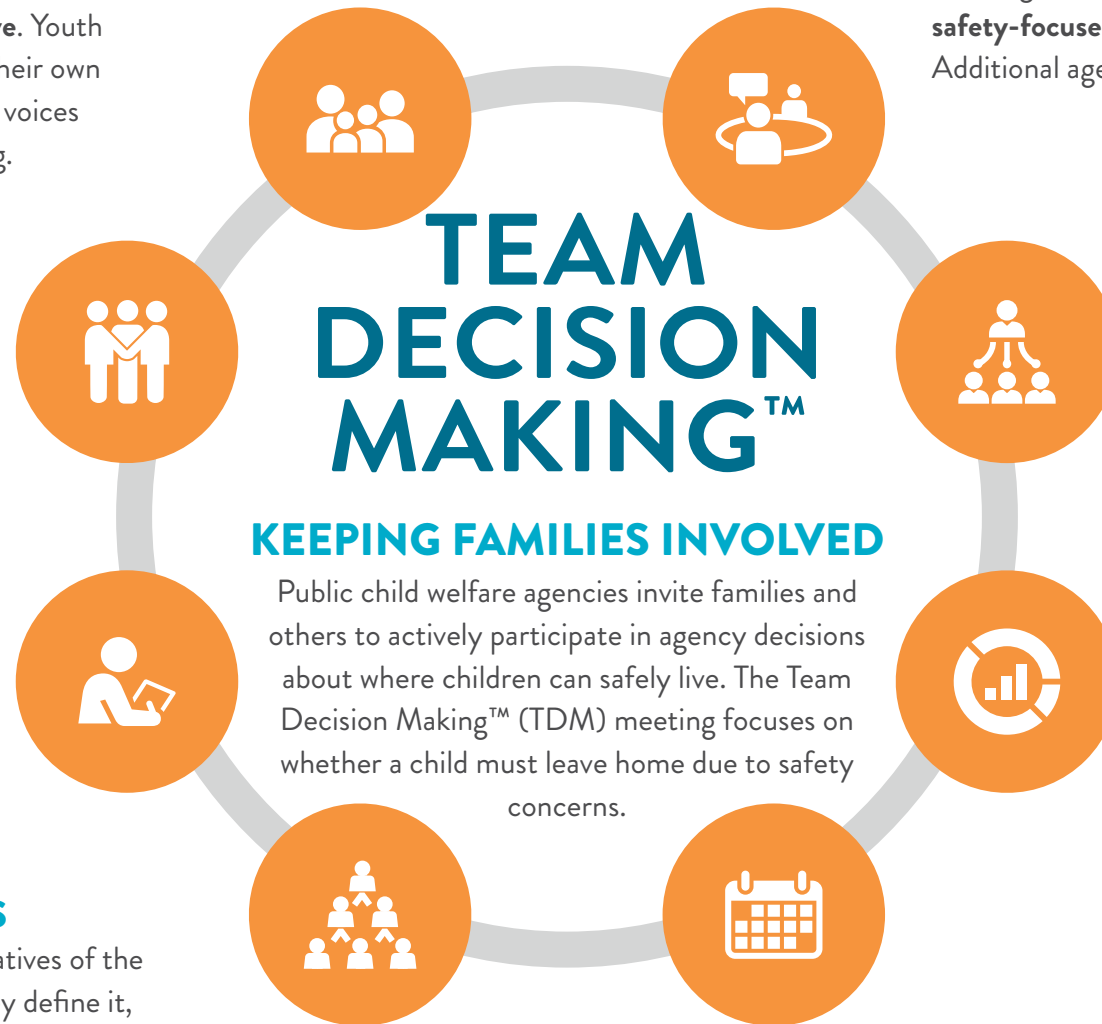 . Youth
their own
voices
safety-focuse
Additional age
TEAM
DECISION
MAKING™
KEEPING FAMILIES INVOLVED
Public child welfare agencies invite families and
others to actively participate in agency decisions
about where children can safely live. The Team
Decision Making™ (TDM) meeting focuses on
whether a child must leave home due to safety
concerns.
atives of the
y define it,